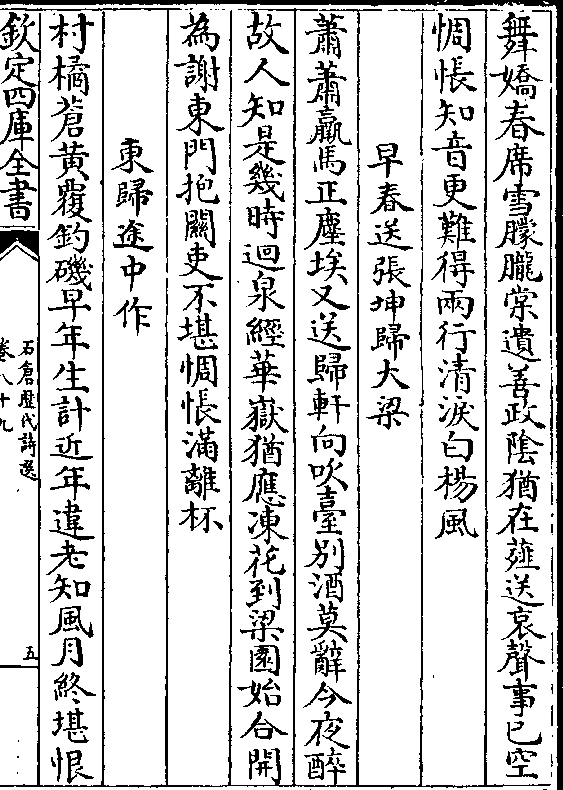 舞嬌春席雪朦朧棠遺善政陰猶在薤送哀聲事已空
惆悵知音更難得兩行清淚白楊風
早春送張坤歸大梁
蕭蕭羸馬正塵埃又送歸軒向吹臺別酒莫辭今夜醉
故人知是幾時迴泉經華嶽猶應凍花到梁園始合開
為謝東門抱關吏不堪惆悵滿離杯
東歸途中作
村橘蒼黃覆釣磯早年生計近年違老知風月終堪恨
欽定四庫全書
石倉歷代詩選
卷八十九
五